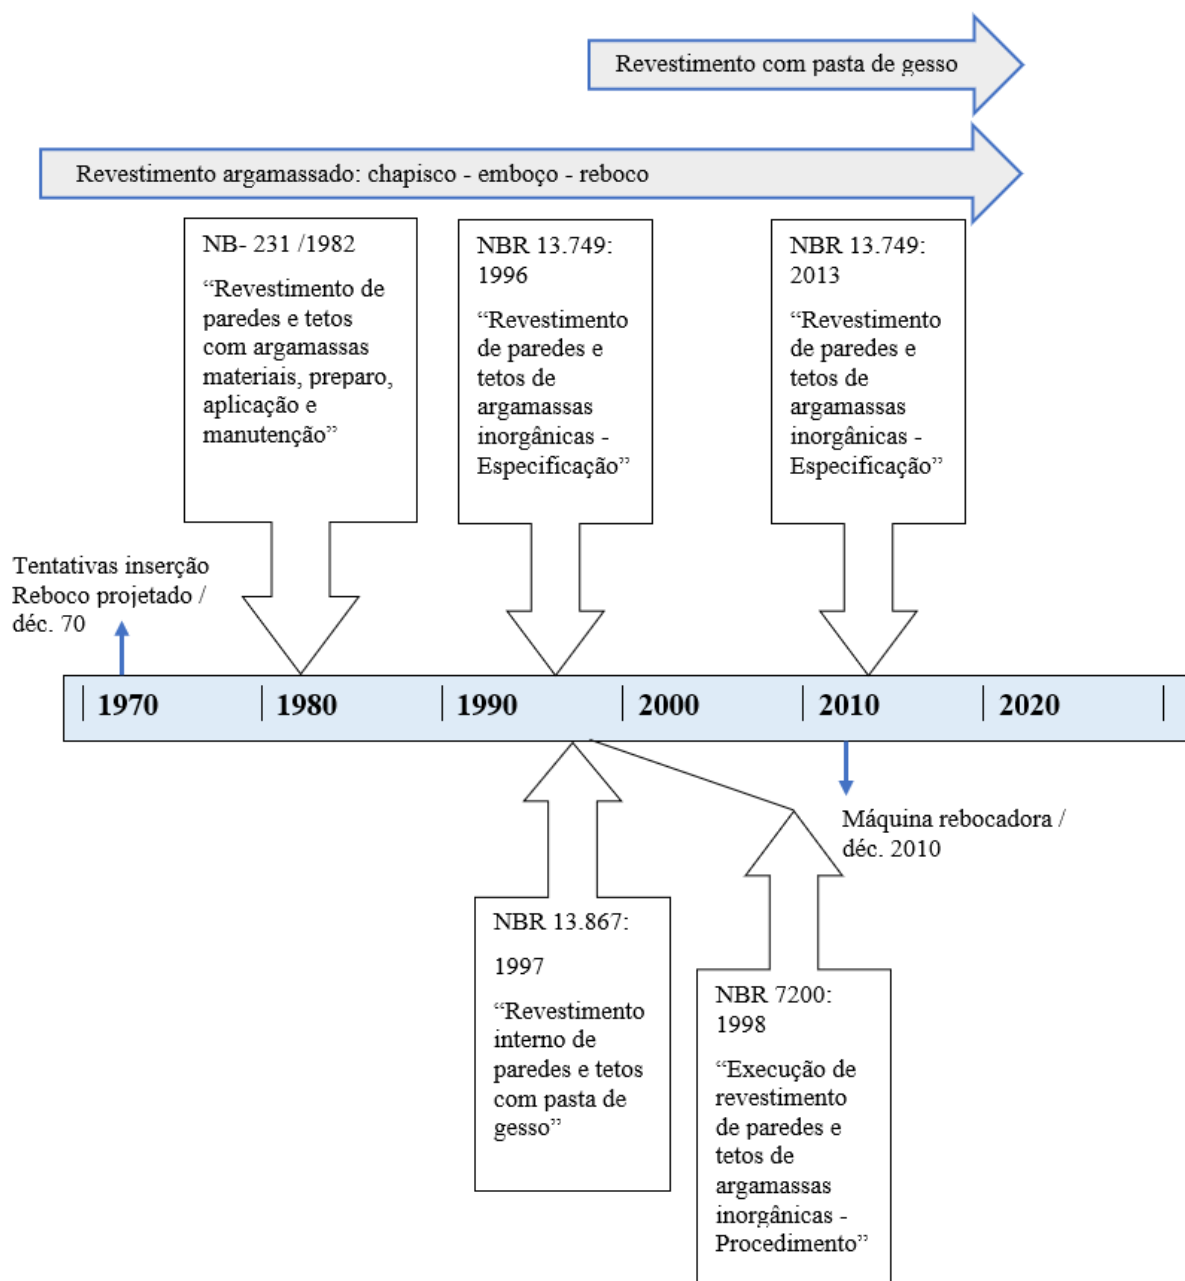 Revestimento com pasta de gesso
Revestimento argamassado: chapisco - emboço - reboco
NB- 231 /1982
“Revestimento de
paredes e tetos
com argamassas
materiais, preparo,
aplicação e
manutenção”
NBR 13.749:
1996
“Revestimento
de paredes e
tetos de
argamassas
inorgânicas -
Especificação”
NBR 13.749:
2013
“Revestimento
de paredes e
tetos de
argamassas
inorgânicas -
Especificação”
Tentativas inserção
Reboco projetado /
déc. 70
1970
1980
1990
2000
2010
2020
Máquina rebocadora /
déc. 2010
NBR 13.867:
1997
“Revestimento
interno de
paredes e tetos
com pasta de
gesso”
NBR 7200:
1998
“Execução de
revestimento
de paredes e
tetos de
argamassas
inorgânicas -
Procedimento”